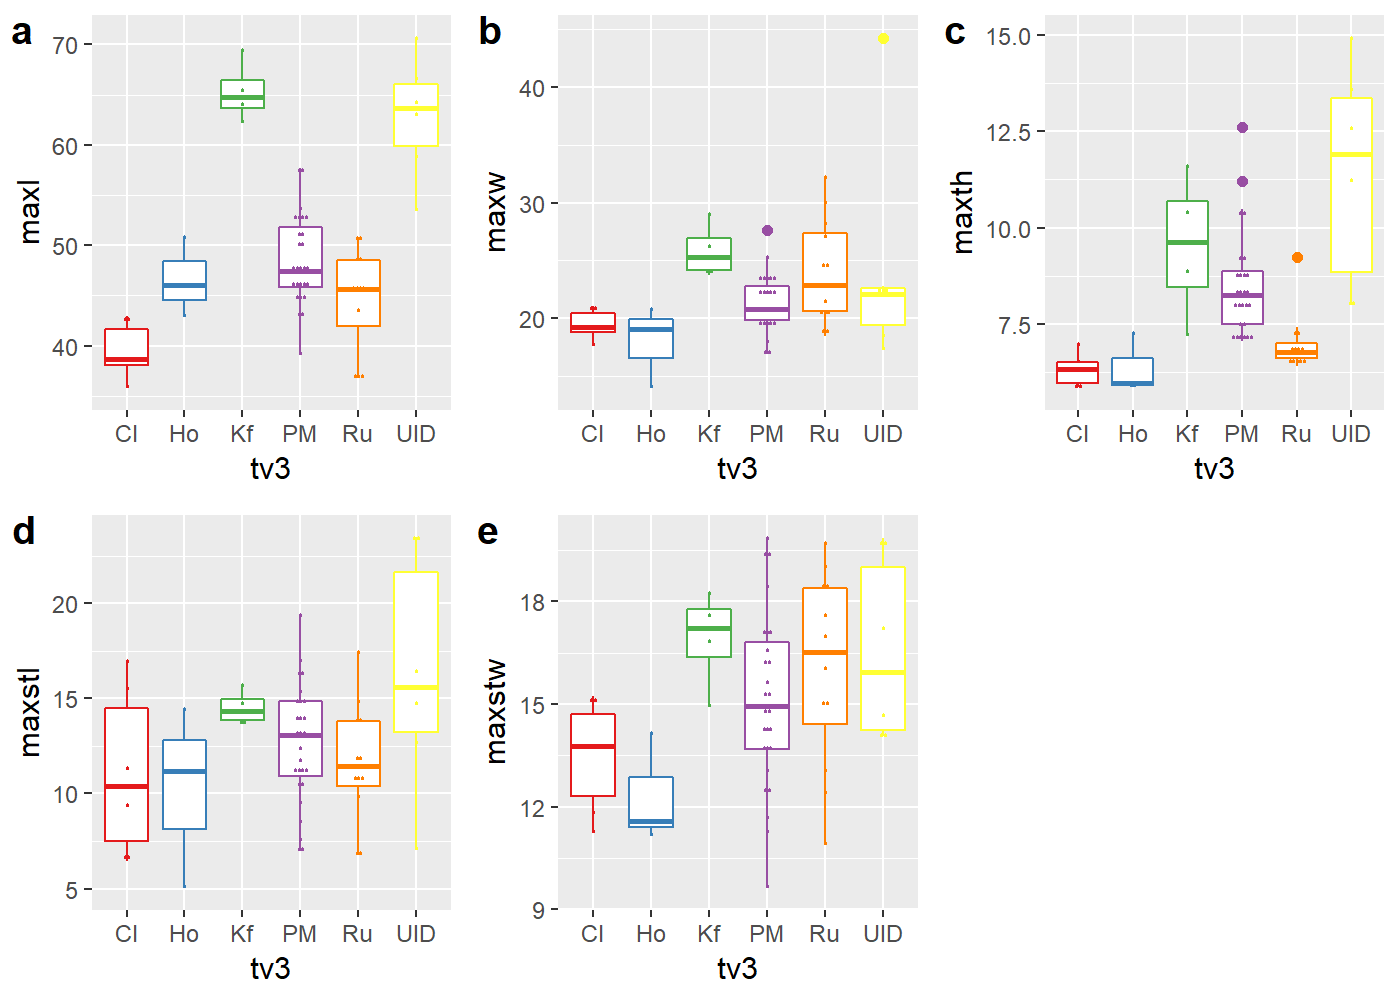 a
70
60
50
40
maxl
Cl Ho Kf PM Ru UID
tv3
b
40
30
20
maxw
Cl Ho Kf PM Ru UID
tv3
c
15.0
12.5
10.0
7.5
maxth
Cl Ho Kf PM Ru UID
tv3
d
20
15
10
5
maxstl
Cl Ho Kf PM Ru UID
tv3
e
18
15
12
9
maxstw
Cl Ho Kf PM Ru UID
tv3